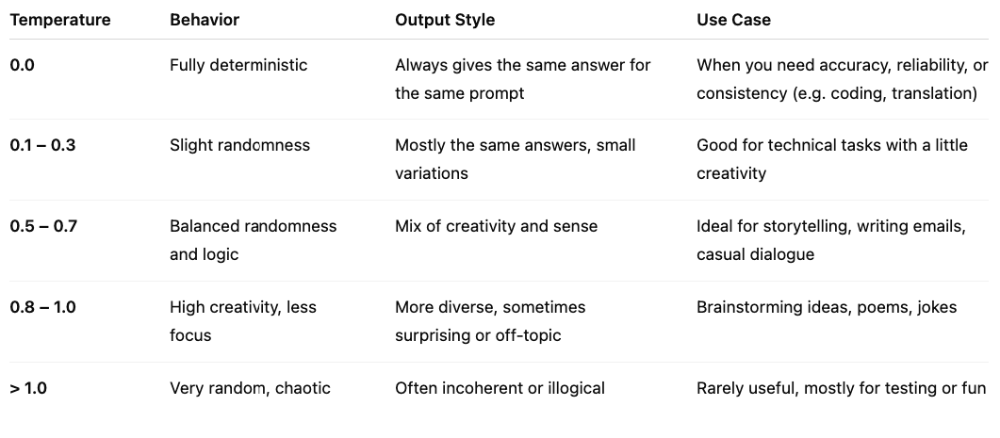 Temperature Behavior Output Style Use Case
0.0 Fully deterministic Always gives the same answer for When you need accuracy, reliability, or
the same prompt consistency (e.g. coding, translation)
0.1 – 0.3 Slight randomness Mostly the same answers, small Good for technical tasks with a little
variations creativity
0.5 – 0.7 Balanced randomness Mix of creativity and sense Ideal for storytelling, writing emails,
and logic casual dialogue
0.8 – 1.0 High creativity, less More diverse, sometimes Brainstorming ideas, poems, jokes
focus surprising or off-topic
> 1.0 Very random, chaotic Often incoherent or illogical Rarely useful, mostly for testing or fun